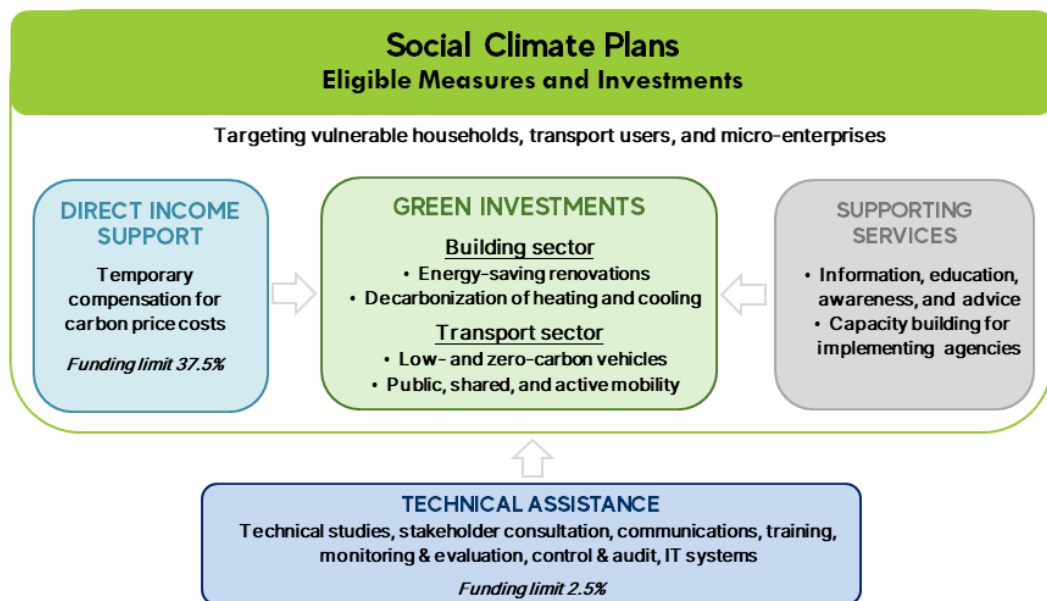 Social Climate Plans
Eligible Measures and Investments
Targeting vulnerable households, transport users, and micro-enterprises
DIRECT INCOME
SUPPORT
Temporary
compensation for
carbon price costs
Funding limit 37.5%
GREEN INVESTMENTS
Building sector
• Energy-saving renovations
• Decarbonization of heating and cooling
Transport sector
• Low- and zero-carbon vehicles
• Public, shared, and active mobility
SUPPORTING
SERVICES
• Information, education,
awareness, and advice
• Capacity building for
implementing agencies
TECHNICAL ASSISTANCE
Technical studies, stakeholder consultation, communications, training,
monitoring & evaluation, control & audit, IT systems
Funding limit 2.5%